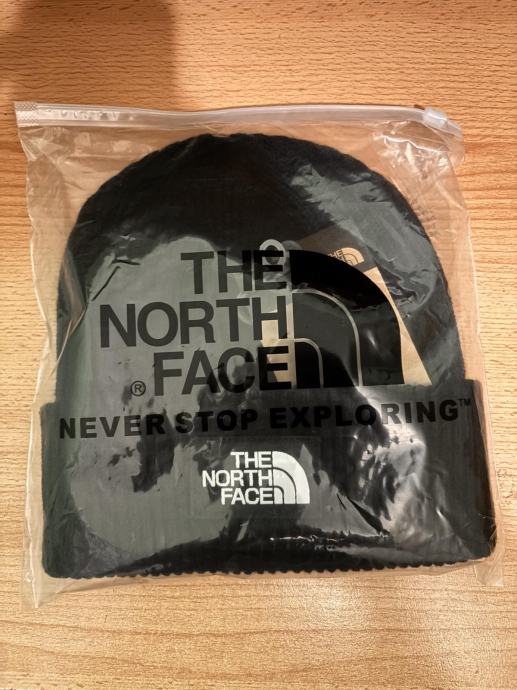 THE
NORTH
FACE
®
NEVER STOP EXPLORING™
THE
NORTH
FACE